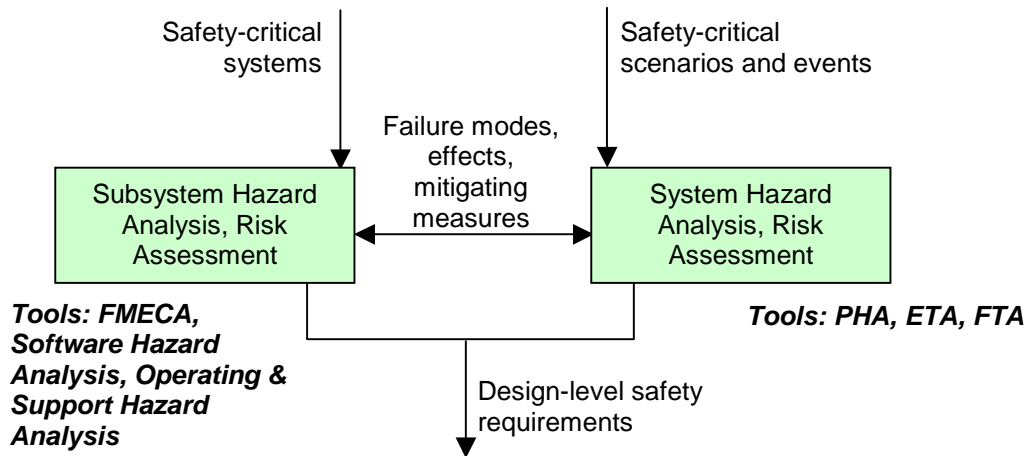 Safety-critical
systems
Safety-critical
scenarios and events
Failure modes,
effects,
mitigating
measures
Subsystem Hazard
Analysis, Risk
Assessment
System Hazard
Analysis, Risk
Assessment
Tools: FMECA,
Software Hazard
Analysis, Operating &
Support Hazard
Analysis
Tools: PHA, ETA, FTA
Design-level safety
requirements